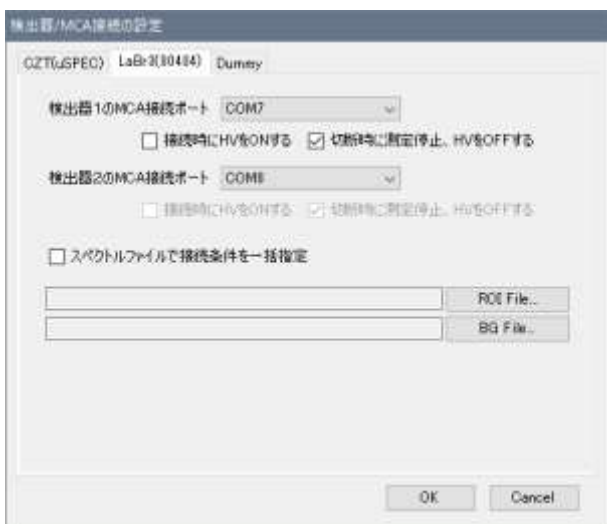 検出器/MCA接続の設定
CZT(μSPEC) LaBr3(B0404) Dummy
検出器1のMCA接続ポート COM7
接続時にHVをONする 切断時に測定停止、HVをOFFする
検出器2のMCA接続ポート COM8
接続時にHVをONする 切断時に測定停止、HVをOFFする
スペクトルファイルで接続条件を一括指定
ROI File...
BG File...
OK Cancel